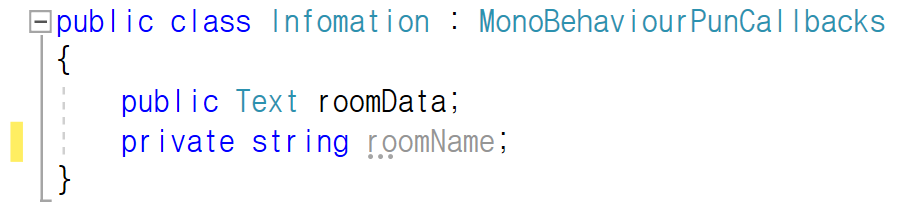 public class Infomation : MonoBehaviourPunCallbacks
{
public Text roomData;
private string roomName;
}